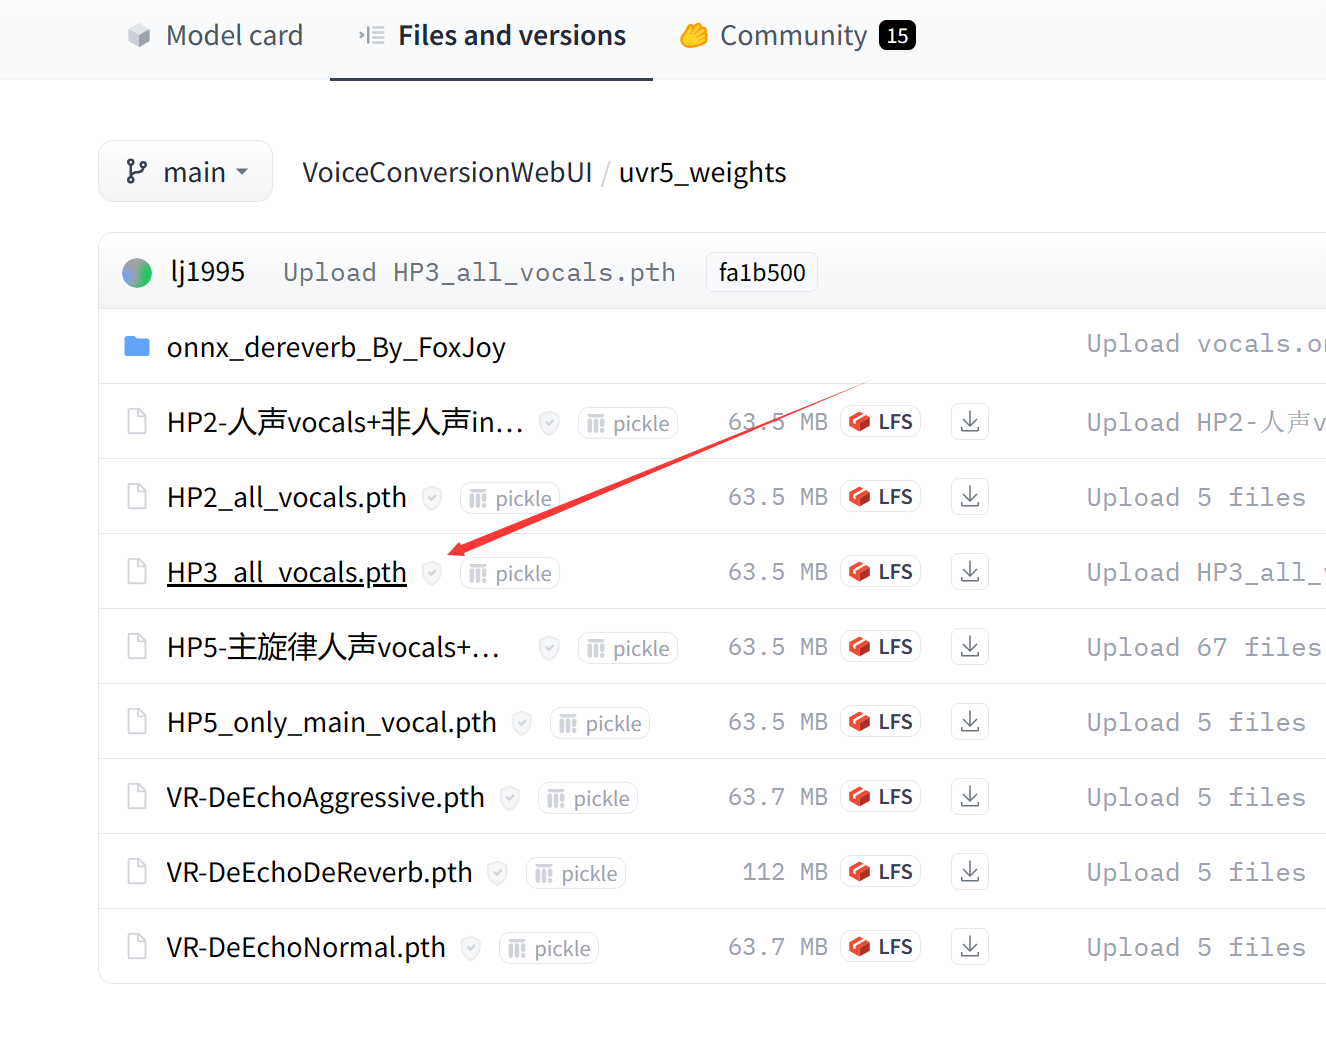 Model card Files and versions Community 15
main VoiceConversionWebUI / uvr5_weights
lj1995 Upload HP3_all_vocals.pth fa1b500
onnx_dereverb_By_FoxJoy Upload vocals.on
HP2-人声vocals+非人声in... pickle 63.5 MB LFS Upload HP2-人声v
HP2_all_vocals.pth pickle 63.5 MB LFS Upload 5 files
HP3_all_vocals.pth pickle 63.5 MB LFS Upload HP3_all_
HP5-主旋律人声vocals+... pickle 63.5 MB LFS Upload 67 files
HP5_only_main_vocal.pth pickle 63.5 MB LFS Upload 5 files
VR-DeEchoAggressive.pth pickle 63.7 MB LFS Upload 5 files
VR-DeEchoDeReverb.pth pickle 112 MB LFS Upload 5 files
VR-DeEchoNormal.pth pickle 63.7 MB LFS Upload 5 files